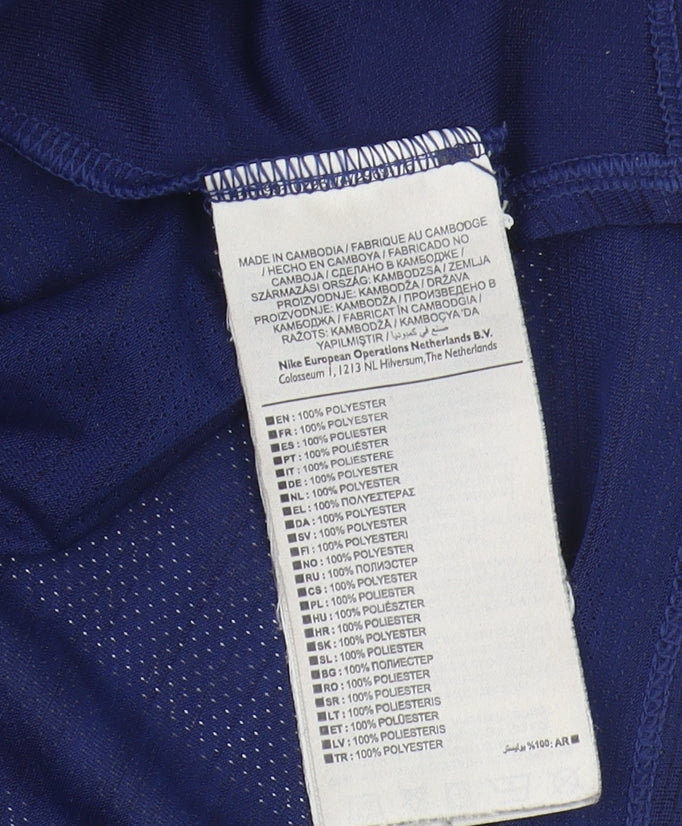 MADE IN CAMBODIA / FABRIQUE AU CAMBODGE
/ HECHO EN CAMBOYA / FABRICADO NO
CAMBOJA / СДЕЛАНО В КАМБОДЖЕ /
SZÁRMAZÁSI ORSZÁG: KAMBODZSA / ZEMLJA
PROIZVODNJE: KAMBODŽA / DRŽAVA
PROIZVODNJE: KAMBODŽA / ПРОИЗВЕДЕНО В
КАМБОДЖА / FABRICAT ÎN CAMBODGIA /
RAŽOTS: KAMBODŽĀ / KAMBOÇYA 'DA
YAPILMIŞTIR / صنع في كمبوديا
Nike European Operations Netherlands B.V.
Colosseum 1, 1213 NL Hilversum, The Netherlands
EN : 100% POLYESTER
FR : 100% POLYESTER
ES : 100% POLIÉSTER
PT : 100% POLIÉSTER
IT : 100% POLIESTERE
DE : 100% POLYESTER
NL : 100% POLYESTER
EL : 100% ΠΟΛΥΕΣΤΕΡΑΣ
DA : 100% POLYESTER
SV : 100% POLYESTER
FI : 100% POLYESTERI
NO : 100% POLYESTER
RU : 100% ПОЛИЭСТЕР
CS : 100% POLYESTER
PL : 100% POLIESTER
HU : 100% POLIÉSZTER
HR : 100% POLIESTER
SK : 100% POLYESTER
SL : 100% POLIESTER
BG : 100% ПОЛИЕСТЕР
RO : 100% POLIESTER
SR : 100% POLIESTER
LT : 100% POLIESTERIS
ET : 100% POLÜESTER
LV : 100% POLIESTERIS
TR : 100% POLYESTER
AR :100% بوليستر